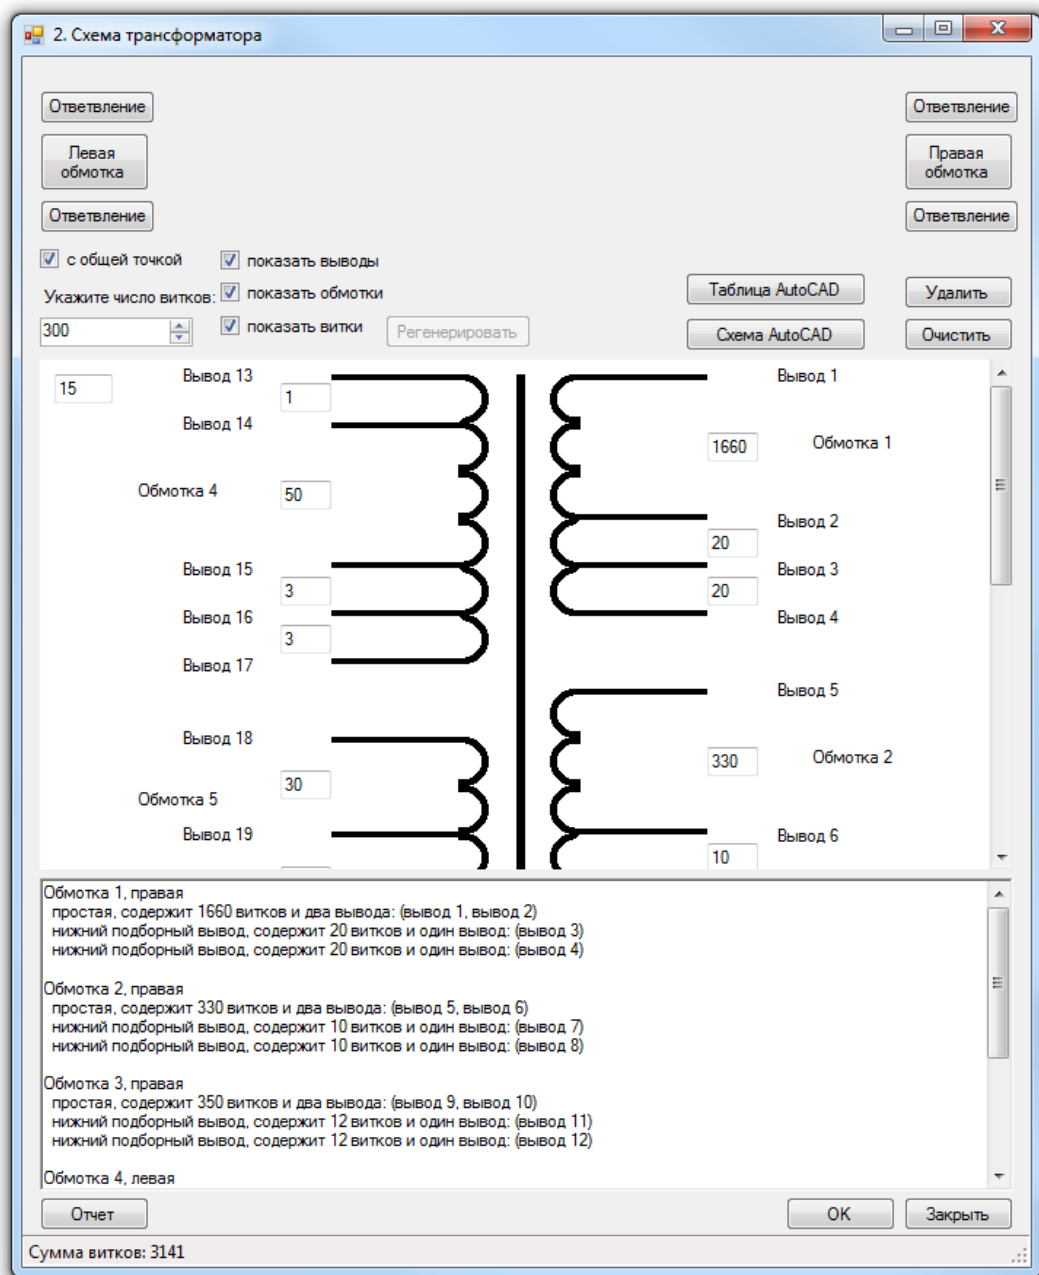 2. Схема трансформатора
Ответвление
Ответвление
Левая
обмотка
Правая
обмотка
Ответвление
Ответвление
с общей точкой
показать выводы
Укажите число витков:
показать обмотки
Таблица AutoCAD
Удалить
300
показать витки
Регенерировать
Схема AutoCAD
Очистить
15
Вывод 13
1
Вывод 1
Вывод 14
1660
Обмотка 1
Обмотка 4
50
Вывод 2
20
Вывод 15
3
Вывод 3
20
Вывод 16
3
Вывод 4
Вывод 17
Вывод 5
Вывод 18
330
Обмотка 2
30
Обмотка 5
Вывод 19
Вывод 6
10
Обмотка 1, правая
простая, содержит 1660 витков и два вывода: (вывод 1, вывод 2)
нижний подборный вывод, содержит 20 витков и один вывод: (вывод 3)
нижний подборный вывод, содержит 20 витков и один вывод: (вывод 4)
Обмотка 2, правая
простая, содержит 330 витков и два вывода: (вывод 5, вывод 6)
нижний подборный вывод, содержит 10 витков и один вывод: (вывод 7)
нижний подборный вывод, содержит 10 витков и один вывод: (вывод 8)
Обмотка 3, правая
простая, содержит 350 витков и два вывода: (вывод 9, вывод 10)
нижний подборный вывод, содержит 12 витков и один вывод: (вывод 11)
нижний подборный вывод, содержит 12 витков и один вывод: (вывод 12)
Обмотка 4, левая
Отчет
OK
Закрыть
Сумма витков: 3141